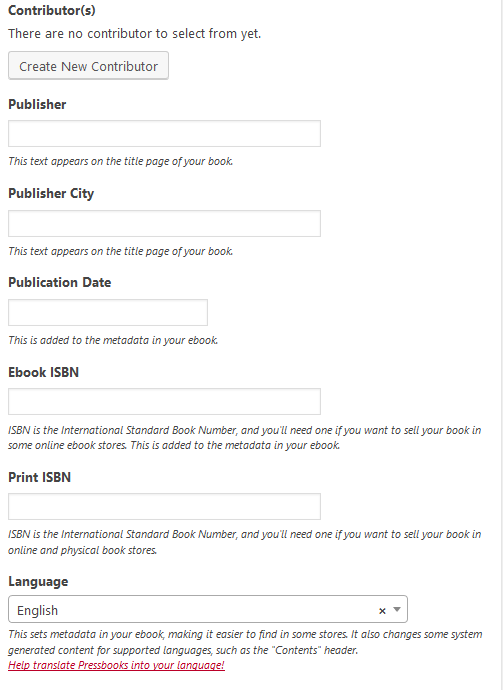 Contributor(s)
There are no contributor to select from yet.
Create New Contributor
Publisher
This text appears on the title page of your book.
Publisher City
This text appears on the title page of your book.
Publication Date
This is added to the metadata in your ebook.
Ebook ISBN
ISBN is the International Standard Book Number, and you'll need one if you want to sell your book in
some online ebook stores. This is added to the metadata in your ebook.
Print ISBN
ISBN is the International Standard Book Number, and you'll need one if you want to sell your book in
online and physical book stores.
Language
English ×
This sets metadata in your ebook, making it easier to find in some stores. It also changes some system
generated content for supported languages, such as the "Contents" header.
Help translate Pressbooks into your language!